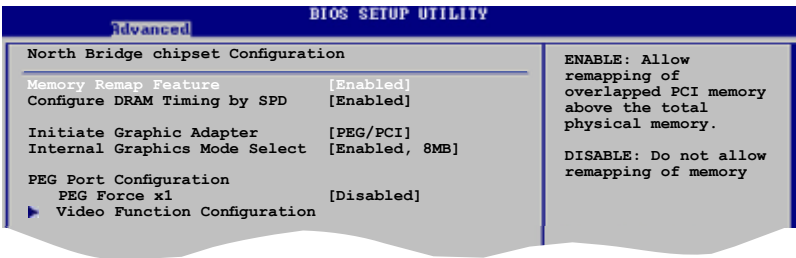 BIOS SETUP UTILITY
Advanced
North Bridge chipset Configuration
Memory Remap Feature [Enabled]
Configure DRAM Timing by SPD [Enabled]
Initiate Graphic Adapter [PEG/PCI]
Internal Graphics Mode Select [Enabled, 8MB]
PEG Port Configuration
PEG Force x1 [Disabled]
Video Function Configuration
ENABLE: Allow
remapping of
overlapped PCI memory
above the total
physical memory.
DISABLE: Do not allow
remapping of memory